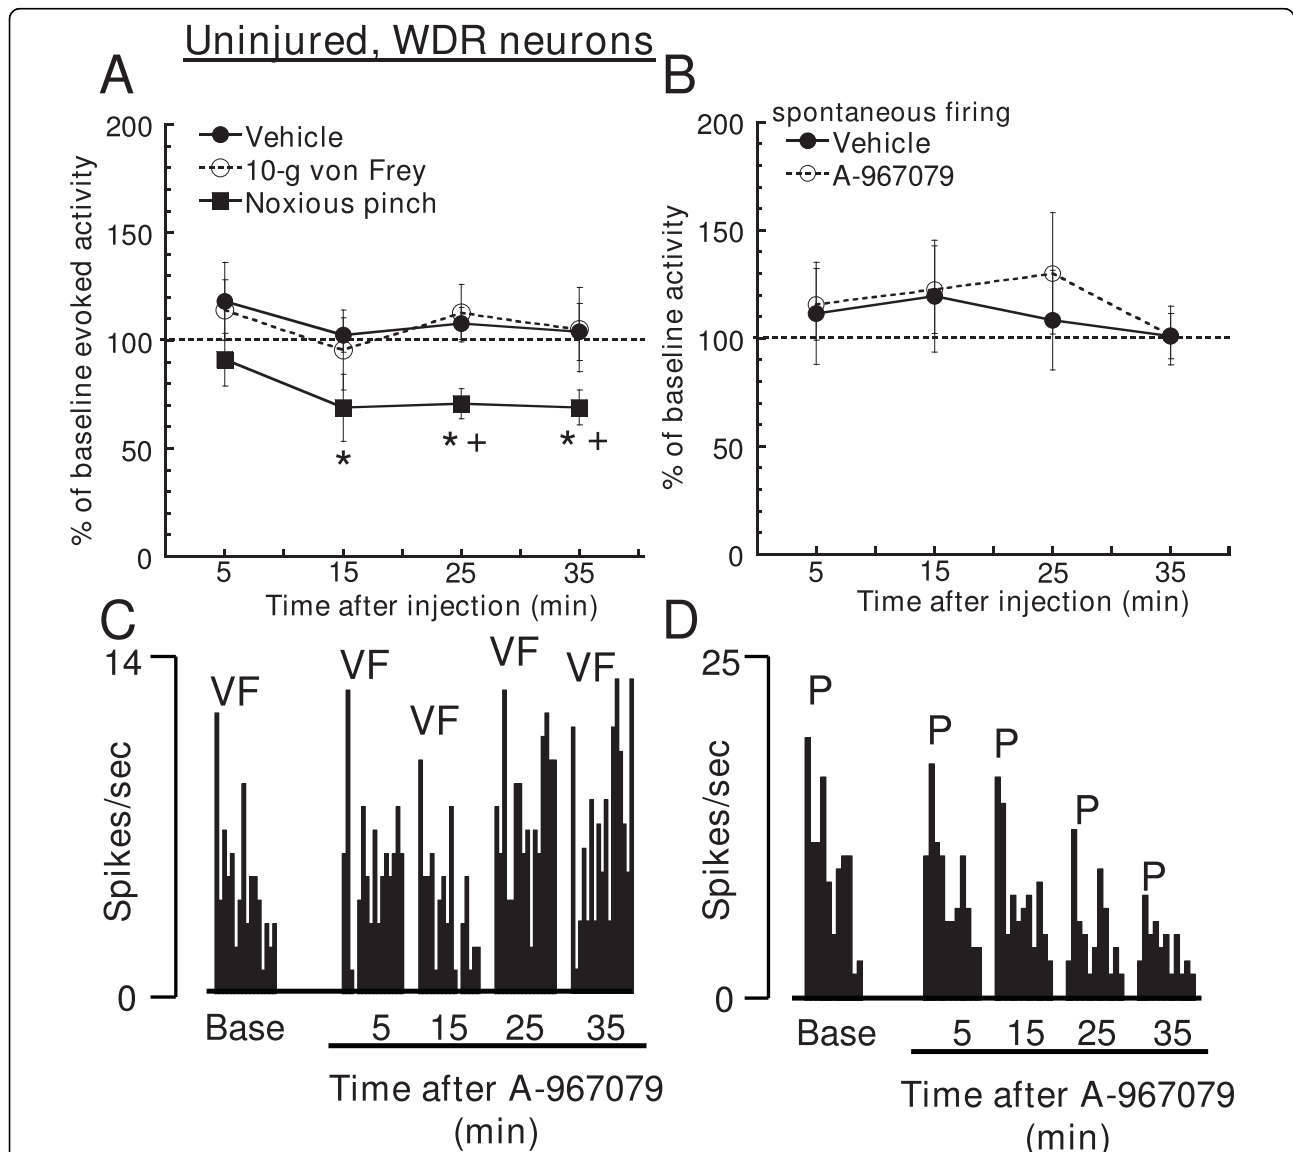 Uninjured, WDR neurons
A
200
150
100
50
0
% of baseline evoked activity
Vehicle
10-g von Frey
Noxious pinch
*
* +
* +
5 15 25 35
Time after injection (min)
B
200
150
100
50
0
% of baseline activity
spontaneous firing
Vehicle
A-967079
5 15 25 35
Time after injection (min)
C
14
0
Spikes/sec
VF VF VF VF VF
Base 5 15 25 35
Time after A-967079
(min)
D
25
0
Spikes/sec
P P P P P
Base 5 15 25 35
Time after A-967079
(min)